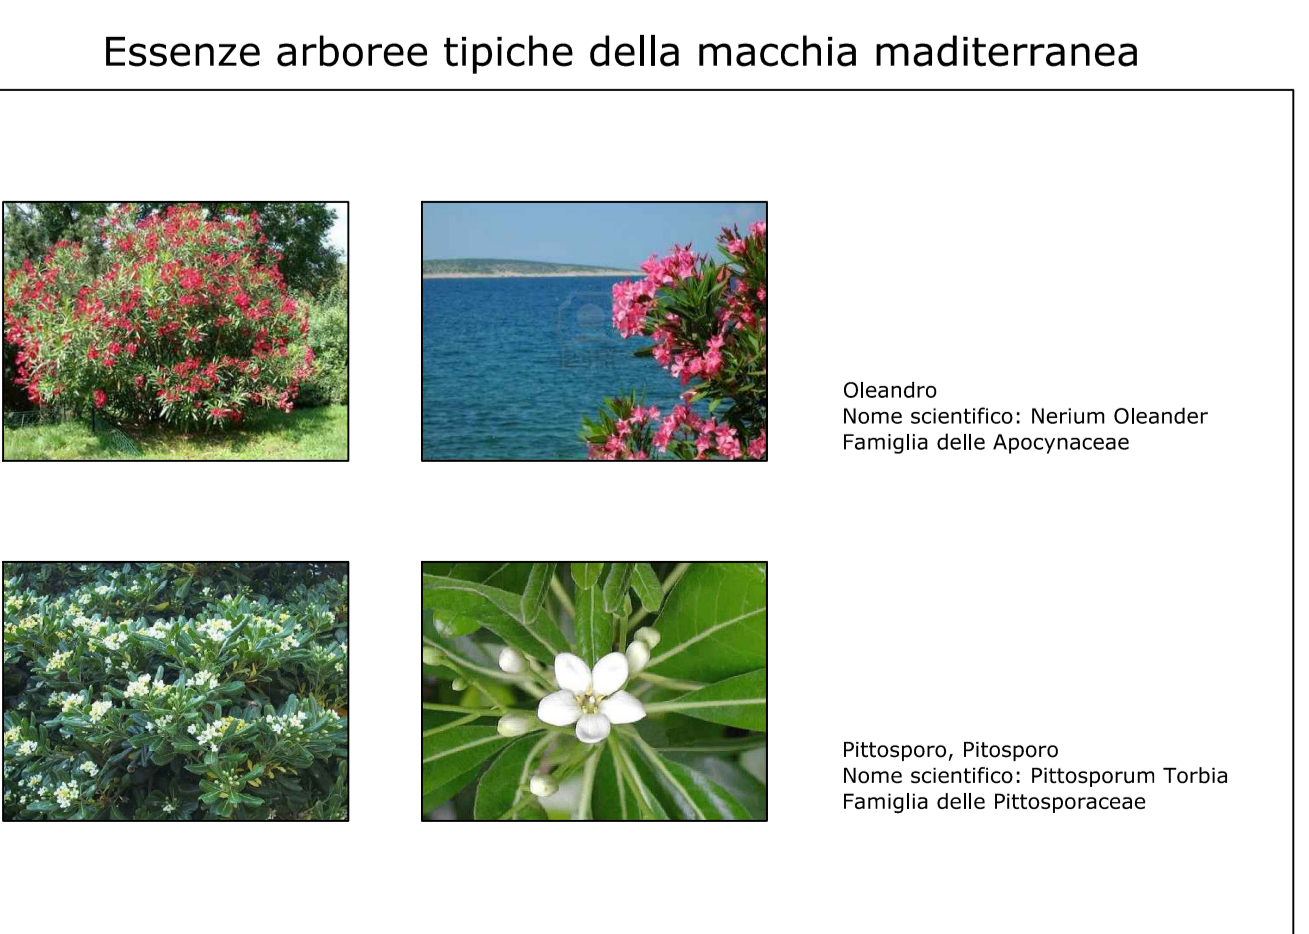 Essenze arboree tipiche della macchia maditerranea
Oleandro
Nome scientifico: Nerium Oleander
Famiglia delle Apocynaceae
Pittosporo, Pitosporo
Nome scientifico: Pittosporum Torbia
Famiglia delle Pittosporaceae